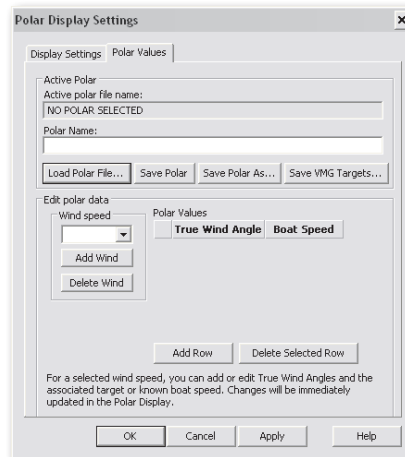 Polar Display Settings
Display Settings
Polar Values
Active Polar
Active polar file name:
NO POLAR SELECTED
Polar Name:
Load Polar File... Save Polar Save Polar As... Save VMG Targets...
Edit polar data
Wind speed
Polar Values
True Wind Angle Boat Speed
Add Wind
Delete Wind
Add Row Delete Selected Row
For a selected wind speed, you can add or edit True Wind Angles and the
associated target or known boat speed. Changes will be immediately
updated in the Polar Display.
OK Cancel Apply Help